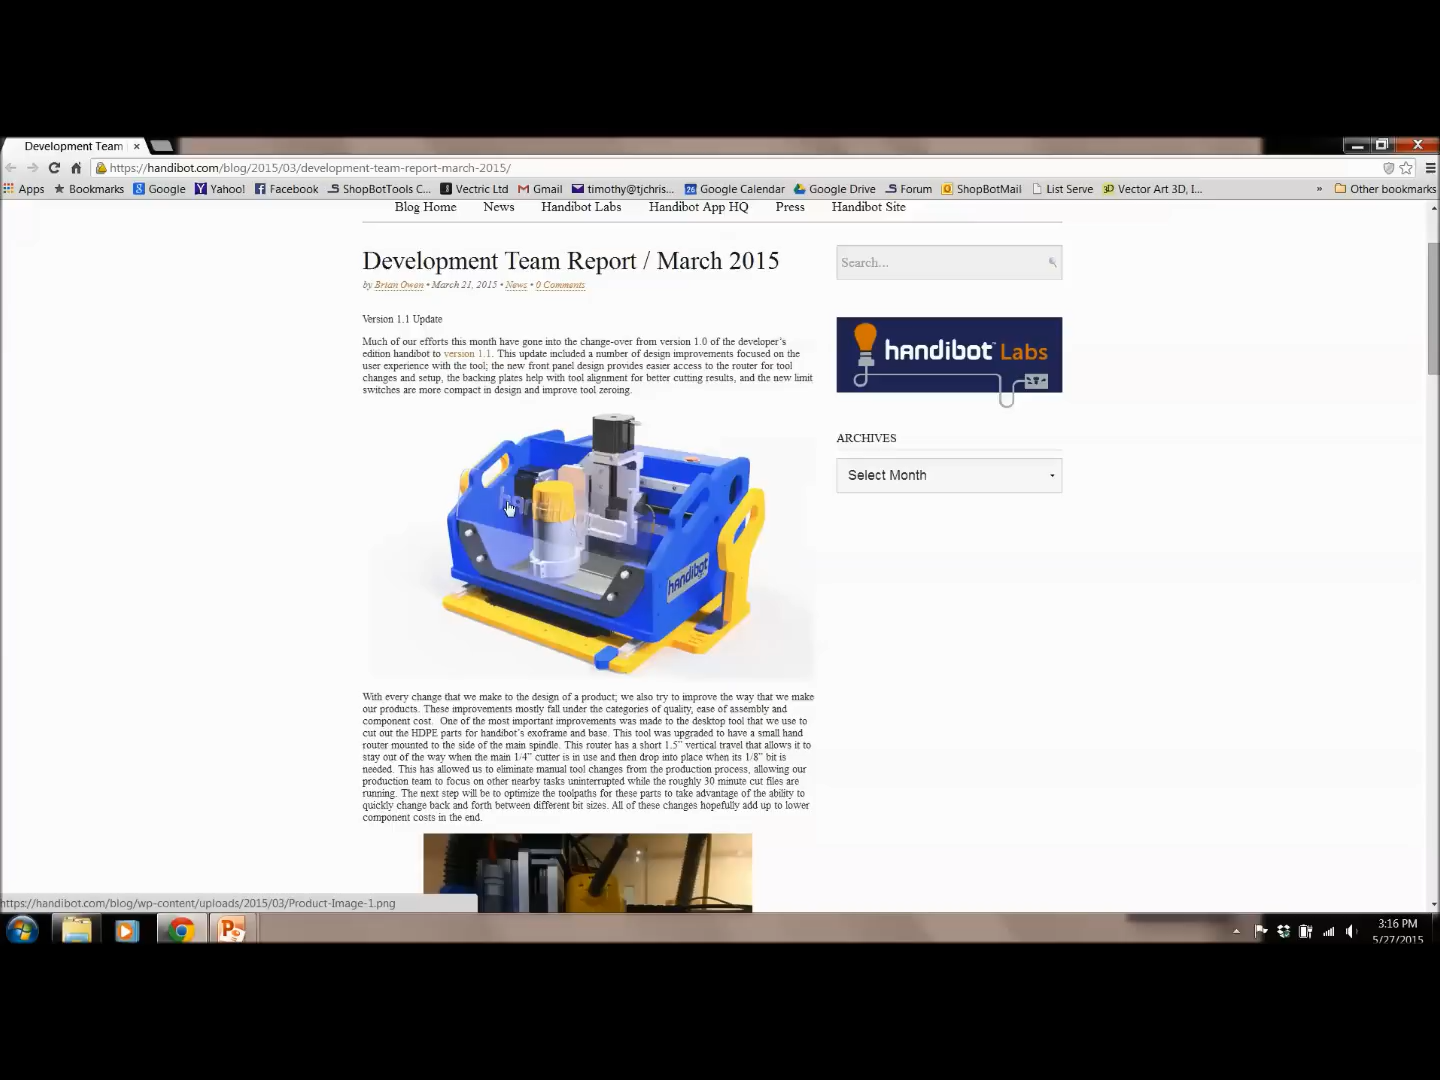 Development Team
https://handibot.com/blog/2015/03/development-team-report-march-2015/
Apps Bookmarks Google Yahoo! Facebook ShopBotTools C... Vectric Ltd Gmail timothy@tjchris... Google Calendar Google Drive Forum ShopBotMail List Serve Vector Art 3D, I... » Other bookmarks
Blog Home News Handibot Labs Handibot App HQ Press Handibot Site
Development Team Report / March 2015
by Brian Owen • March 21, 2015 • News • 0 Comments
Version 1.1 Update
Much of our efforts this month have gone into the change-over from version 1.0 of the developer's
edition handibot to version 1.1. This update included a number of design improvements focused on the
user experience with the tool; the new front panel design provides easier access to the router for tool
changes and setup, the backing plates help with tool alignment for better cutting results, and the new limit
switches are more compact in design and improve tool zeroing.
handibot
With every change that we make to the design of a product; we also try to improve the way that we make
our products. These improvements mostly fall under the categories of quality, ease of assembly and
component cost. One of the most important improvements was made to the desktop tool that we use to
cut out the HDPE parts for handibot's exoframe and base. This tool was upgraded to have a small hand
router mounted to the side of the main spindle. This router has a short 1.5" vertical travel that allows it to
stay out of the way when the main 1/4" cutter is in use and then drop into place when its 1/8" bit is
needed. This has allowed us to eliminate manual tool changes from the production process, allowing our
production team to focus on other nearby tasks uninterrupted while the roughly 30 minute cut files are
running. The next step will be to optimize the toolpaths for these parts to take advantage of the ability to
quickly change back and forth between different bit sizes. All of these changes hopefully add up to lower
component costs in the end.
Search...
handibot™ Labs
ARCHIVES
Select Month
https://handibot.com/blog/wp-content/uploads/2015/03/Product-Image-1.png
3:16 PM
5/27/2015